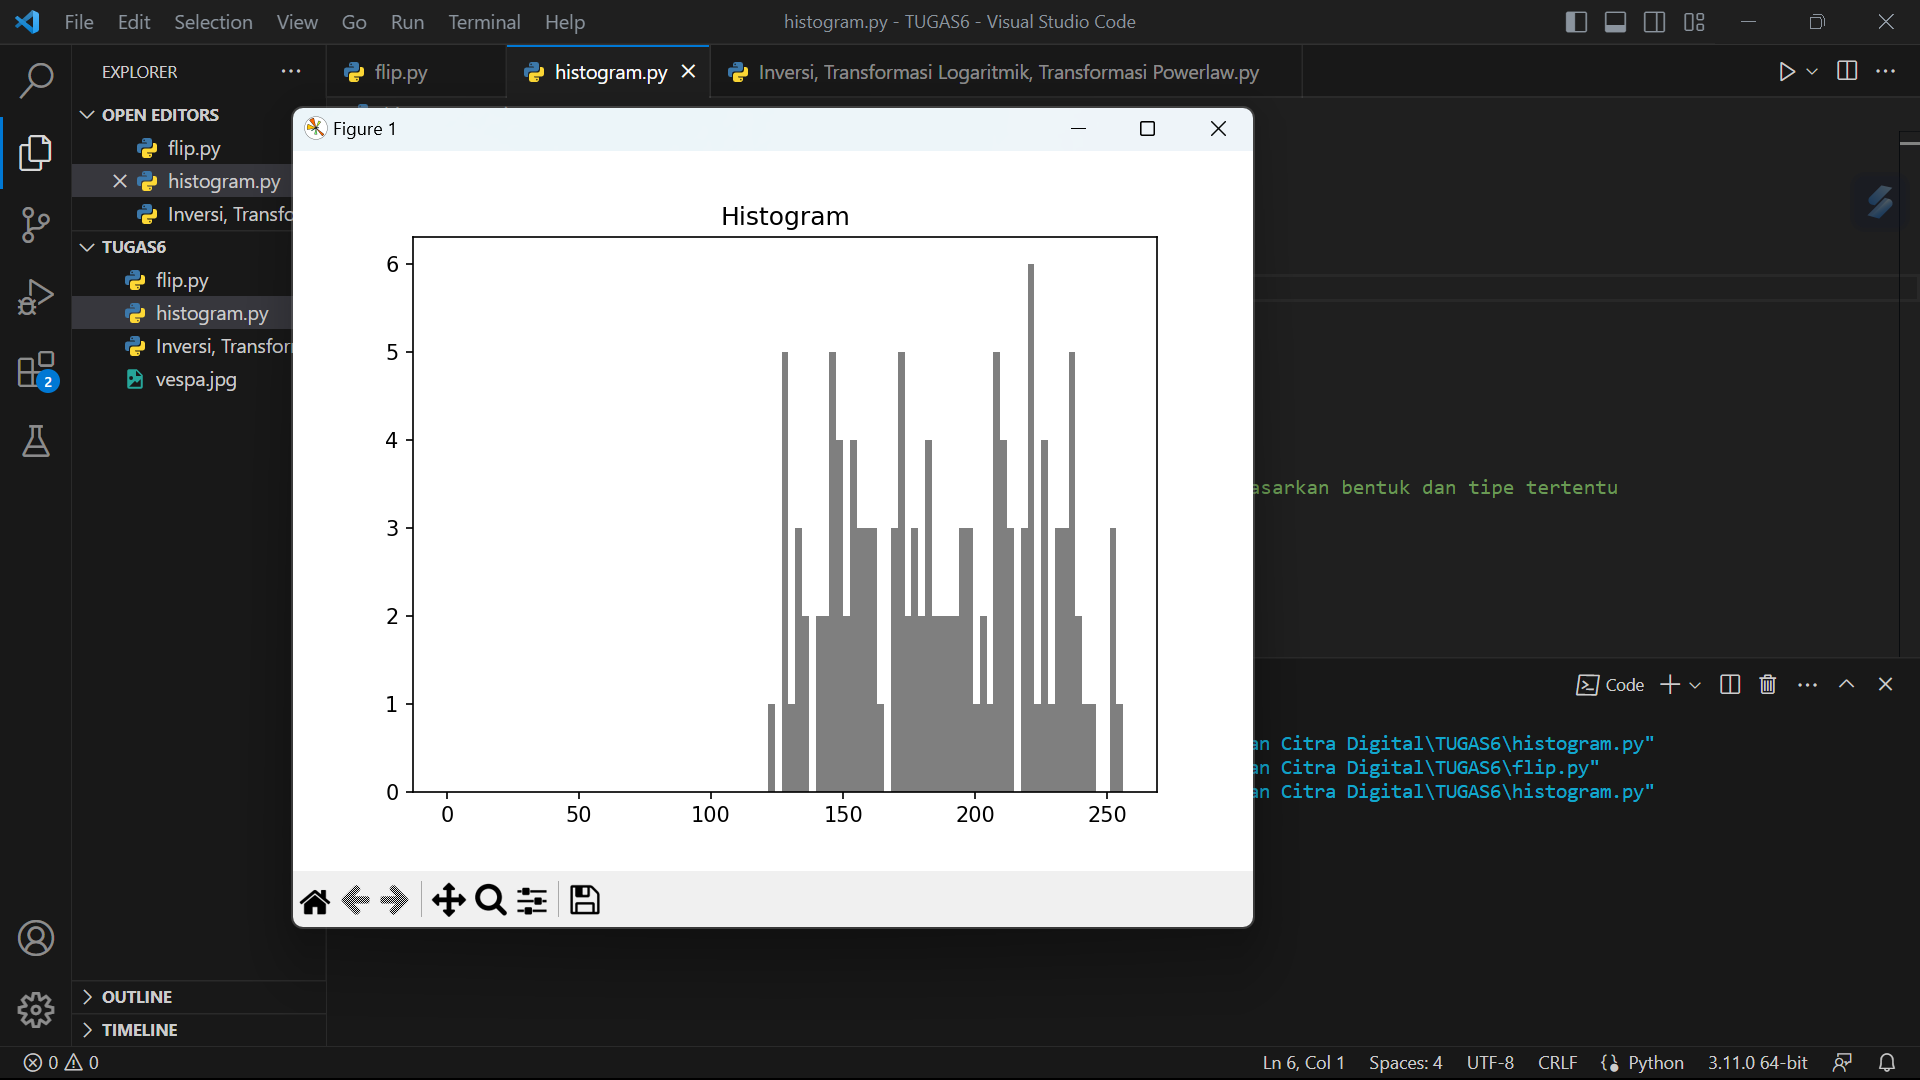 File Edit Selection View Go Run Terminal Help
histogram.py - TUGAS6 - Visual Studio Code
EXPLORER
flip.py
histogram.py
Inversi, Transformasi Logaritmik, Transformasi Powerlaw.py
OPEN EDITORS
flip.py
histogram.py
Inversi, Transfo
TUGAS6
flip.py
histogram.py
Inversi, Transfor
vespa.jpg
2
Figure 1
Histogram
6
5
4
3
2
1
0
0 50 100 150 200 250
asarkan bentuk dan tipe tertentu
Code
an Citra Digital\TUGAS6\histogram.py"
an Citra Digital\TUGAS6\flip.py"
an Citra Digital\TUGAS6\histogram.py"
OUTLINE
TIMELINE
0 0
Ln 6, Col 1 Spaces: 4 UTF-8 CRLF Python 3.11.0 64-bit